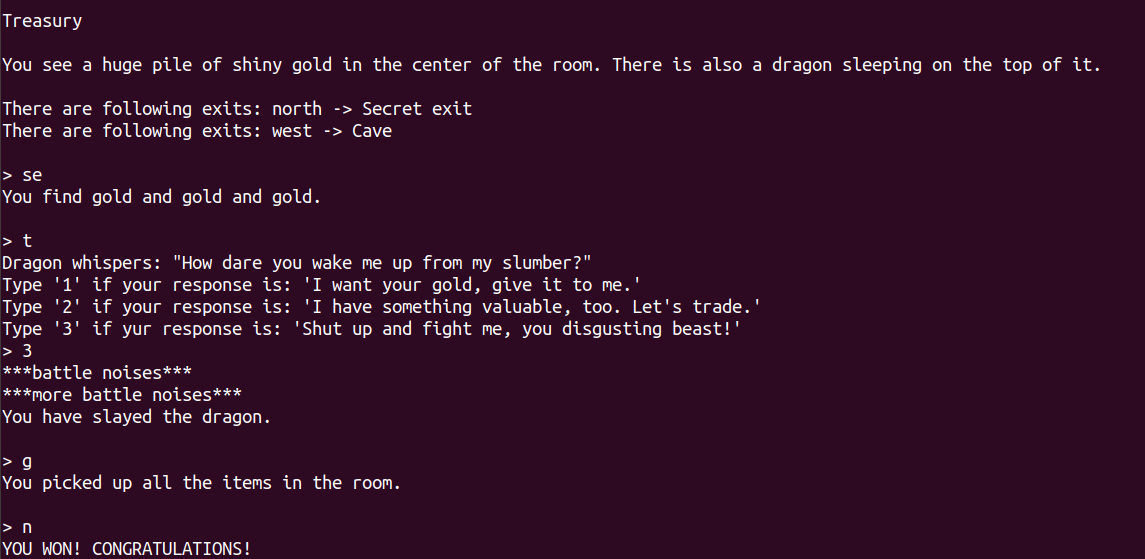 Treasury
You see a huge pile of shiny gold in the center of the room. There is also a dragon sleeping on the top of it.
There are following exits: north -> Secret exit
There are following exits: west -> Cave
> se
You find gold and gold and gold.
> t
Dragon whispers: "How dare you wake me up from my slumber?"
Type '1' if your response is: 'I want your gold, give it to me.'
Type '2' if your response is: 'I have something valuable, too. Let's trade.'
Type '3' if yur response is: 'Shut up and fight me, you disgusting beast!'
> 3
***battle noises***
***more battle noises***
You have slayed the dragon.
> g
You picked up all the items in the room.
> n
YOU WON! CONGRATULATIONS!